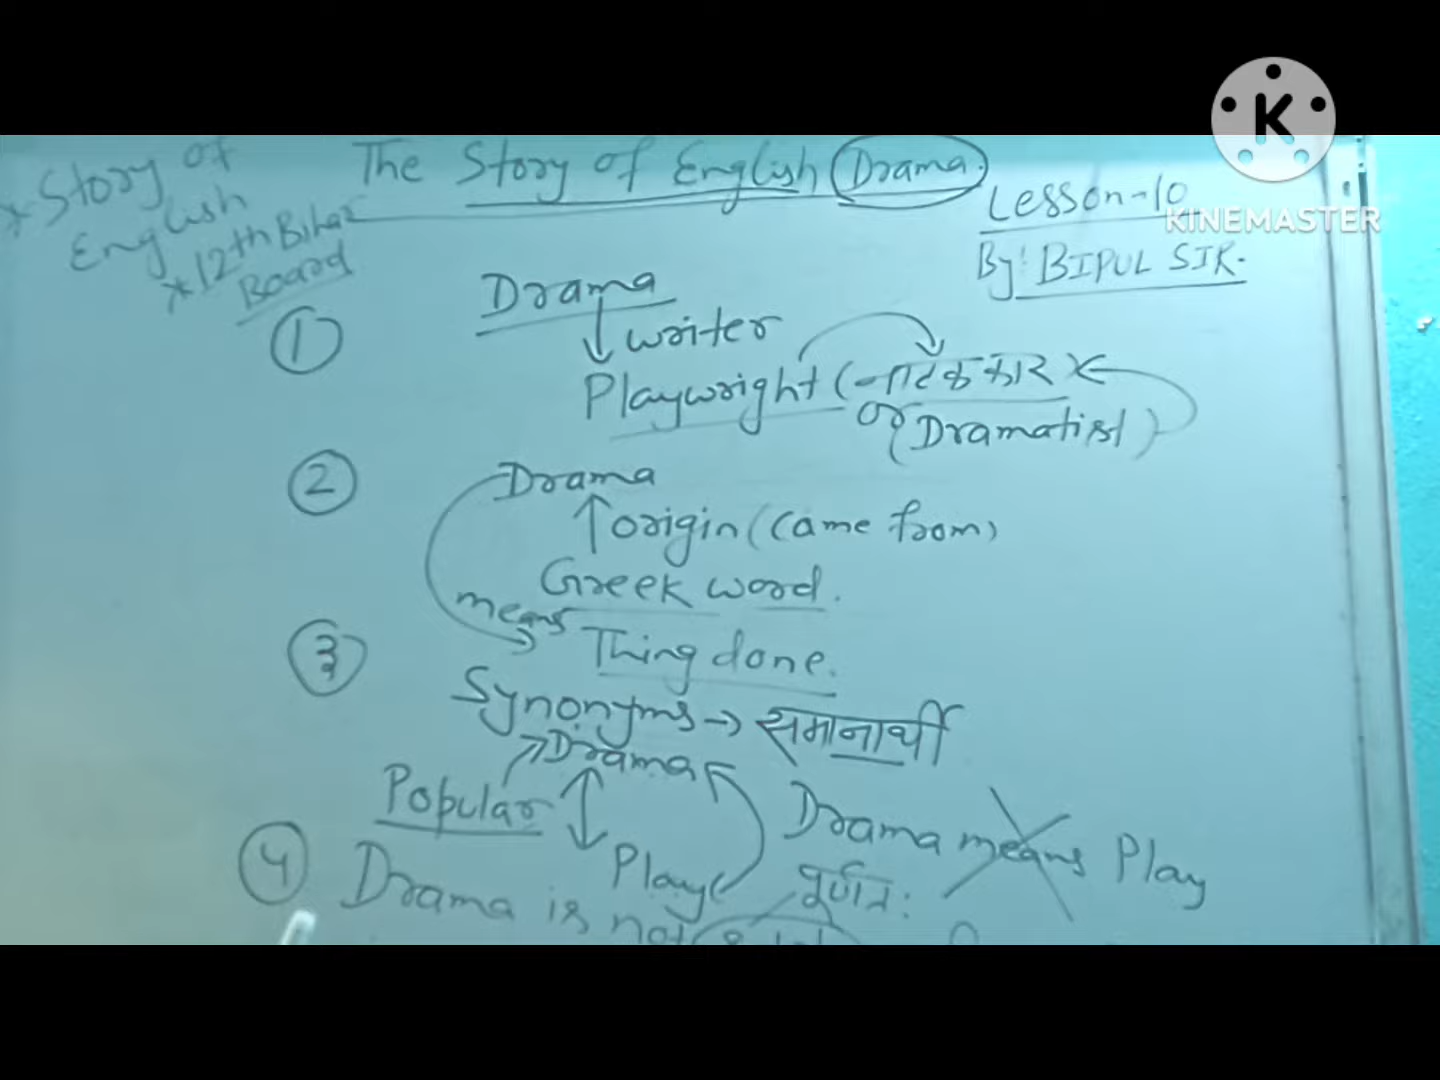 The Story of English Drama.
* Story of
English
* 12th Bihar
Board
Lesson-10
By: BIPUL SIR.
K
KINEMASTER
1
Drama
writer
Playwright (नाटककार)
or (Dramatist)
2
Drama
origin (came from)
Greek word.
means
Thing done.
3
Synonyms → समानार्थी
Drama
Popular
Play
Drama means Play
पूर्णतः
4
Drama is not